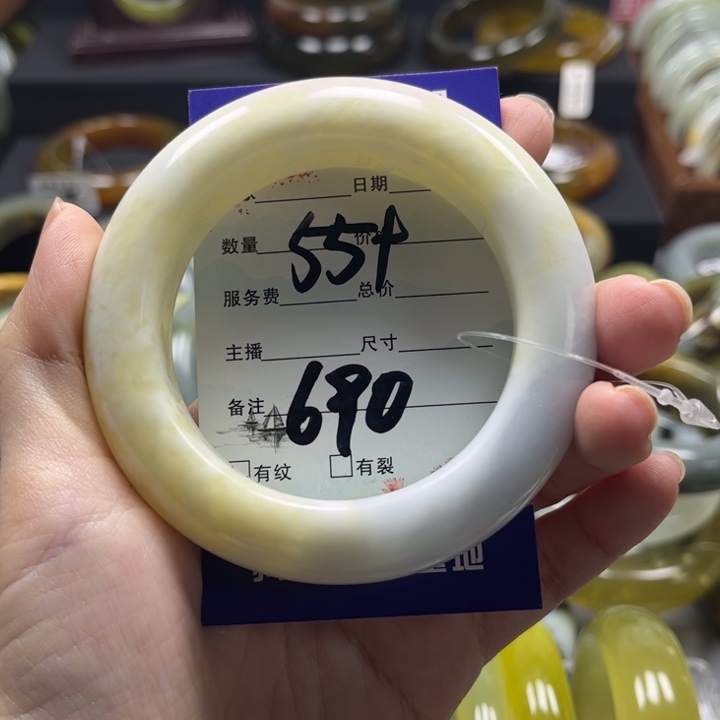 日期
数量 价
55+
服务费 总价
主播 尺寸
备注
690
有纹 有裂
地